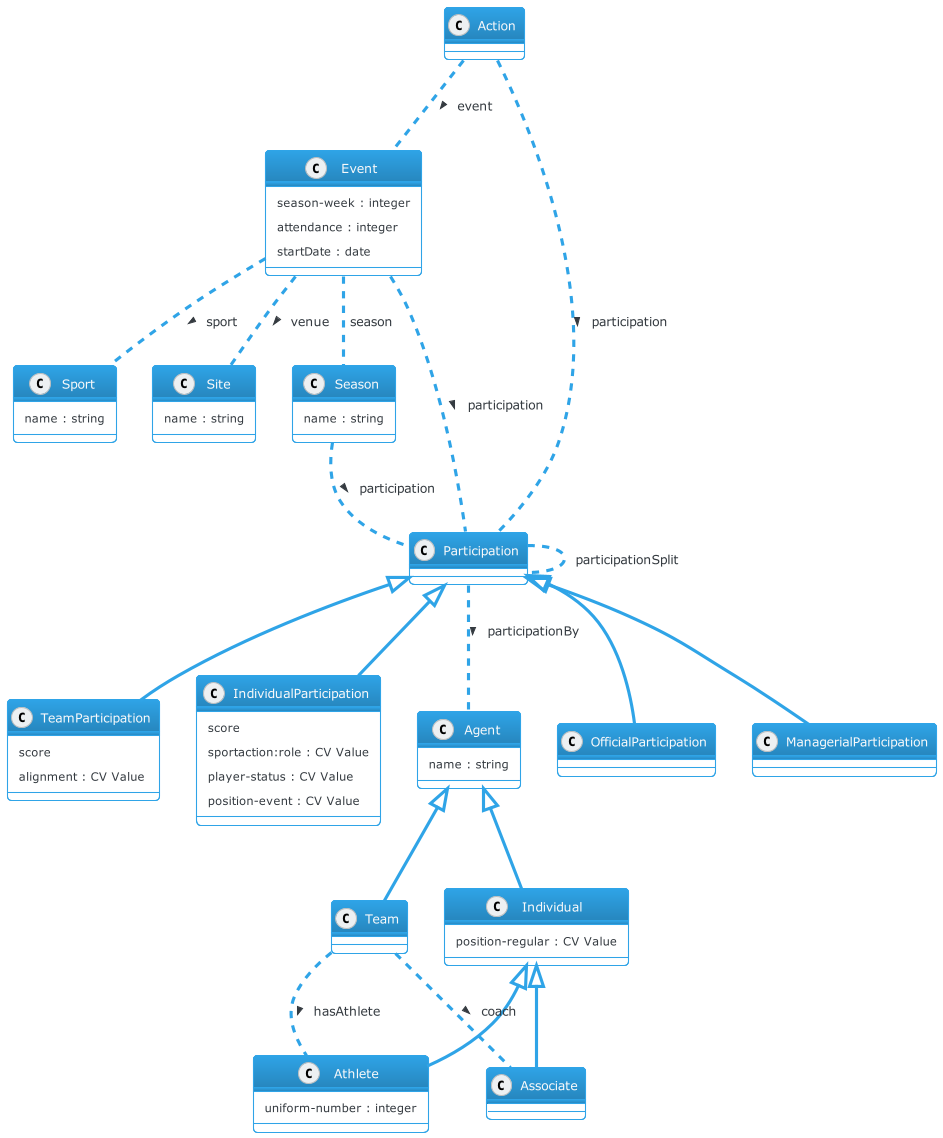 C Action
event
C Event
season-week : integer
attendance : integer
startDate : date
sport
venue
season
participation
C Sport
name : string
C Site
name : string
C Season
name : string
participation
participation
C Participation
participationSplit
participationBy
C TeamParticipation
score
alignment : CV Value
C IndividualParticipation
score
sportaction:role : CV Value
player-status : CV Value
position-event : CV Value
C Agent
name : string
C OfficialParticipation
C ManagerialParticipation
C Team
C Individual
position-regular : CV Value
hasAthlete
coach
C Athlete
uniform-number : integer
C Associate